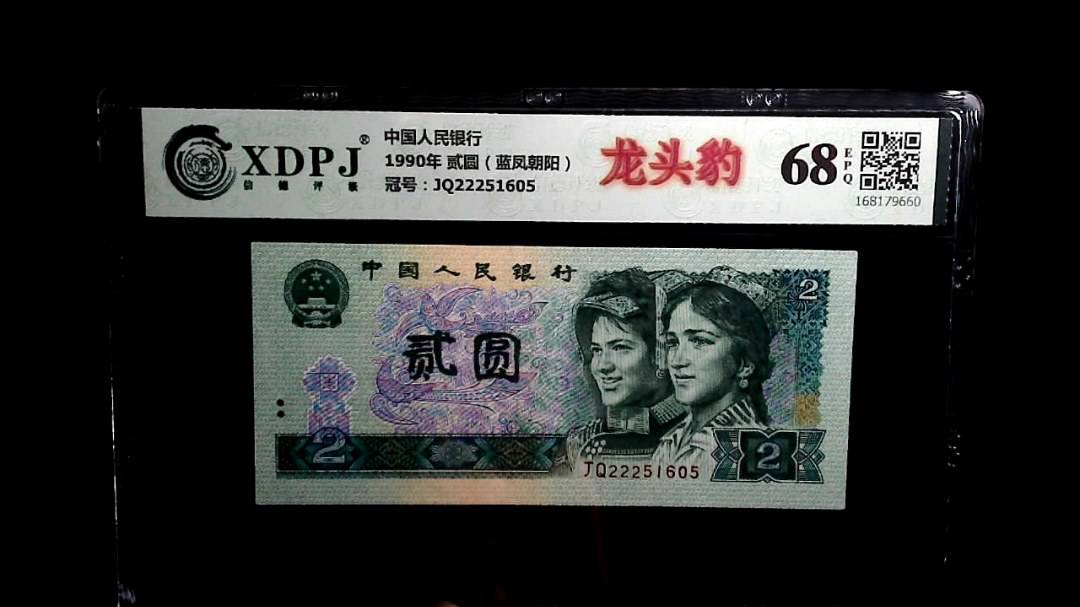 XDPJ®
信德评级
中国人民银行
1990年 贰圆（蓝凤朝阳）
冠号：JQ22251605
龙头豹
68
EPQ
168179660
中国人民银行
2
贰圆
2
JQ22251605
2